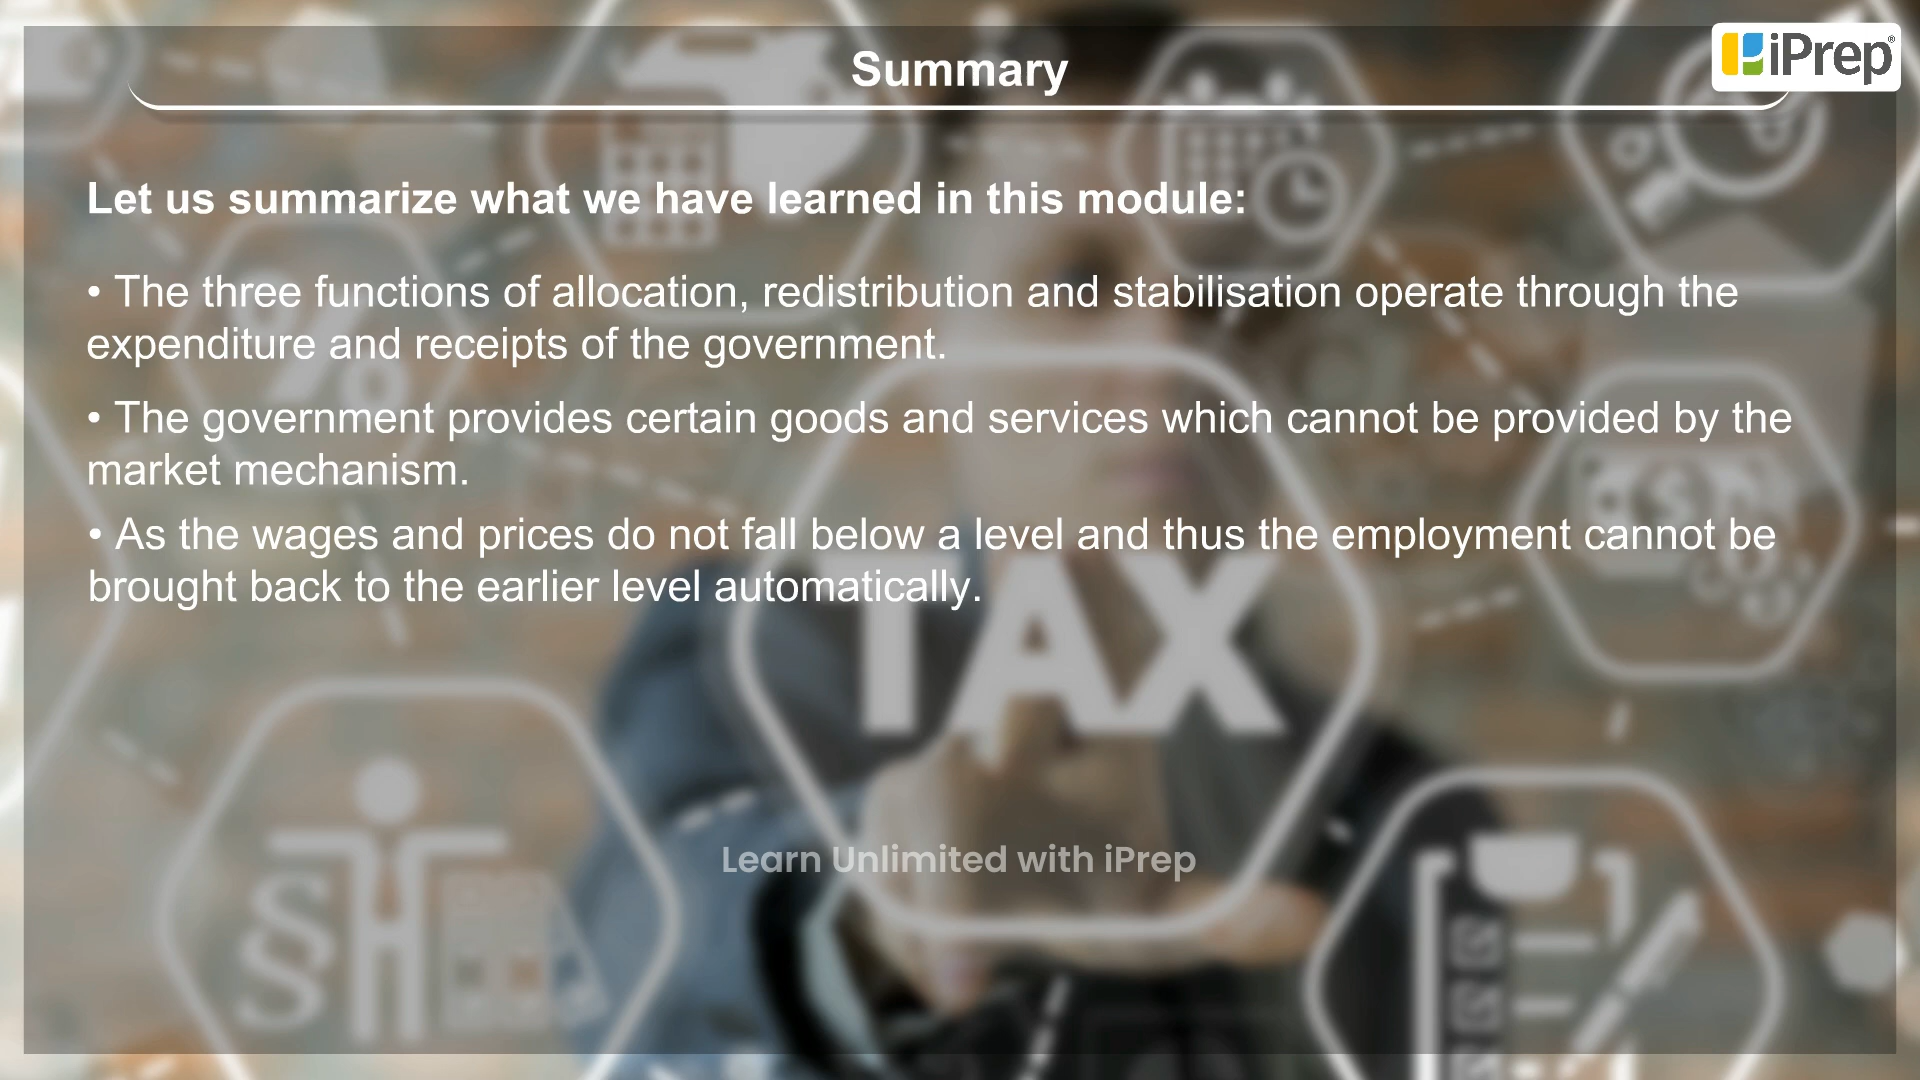 Summary
iPrep®
Let us summarize what we have learned in this module:
• The three functions of allocation, redistribution and stabilisation operate through the
expenditure and receipts of the government.
• The government provides certain goods and services which cannot be provided by the
market mechanism.
• As the wages and prices do not fall below a level and thus the employment cannot be
brought back to the earlier level automatically.
TAX
Learn Unlimited with iPrep